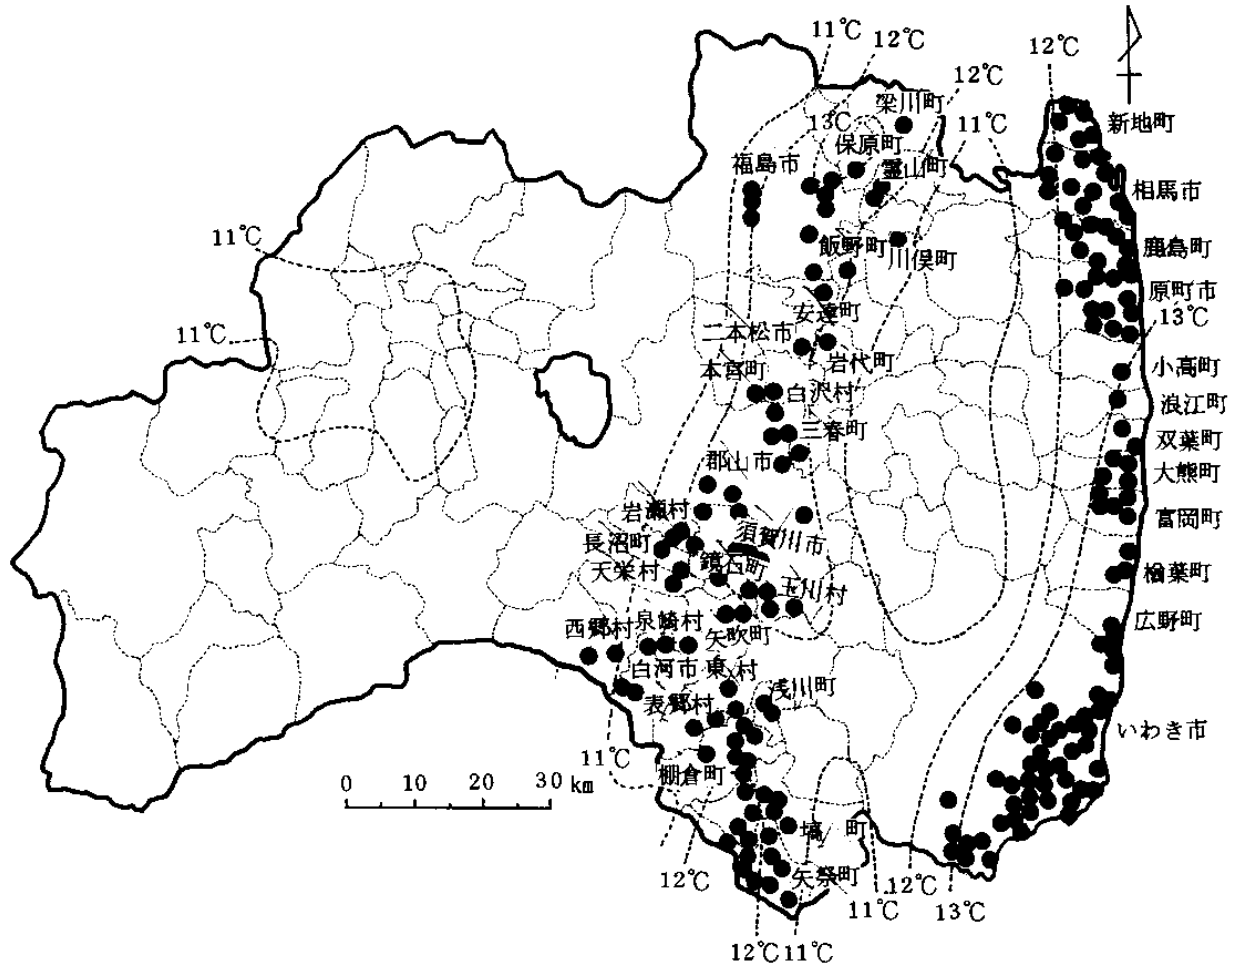 11℃
12℃
12℃
12℃
梁川町
13℃
11℃
新地町
保原町
福島市
霊山町
相馬市
11℃
飯野町
川俣町
鹿島町
原町市
安達町
13℃
11℃
二本松市
岩代町
小高町
本宮町
白沢村
浪江町
三春町
双葉町
郡山市
大熊町
岩瀬村
富岡町
長沼町
須賀川市
天栄村
鏡石町
楢葉町
玉川村
西郷村
泉崎村
矢吹町
広野町
白河市
東村
浅川町
表郷村
いわき市
11℃
棚倉町
0 10 20 30 km
塙 町
12℃
矢祭町
11℃
12℃
13℃
12℃
11℃